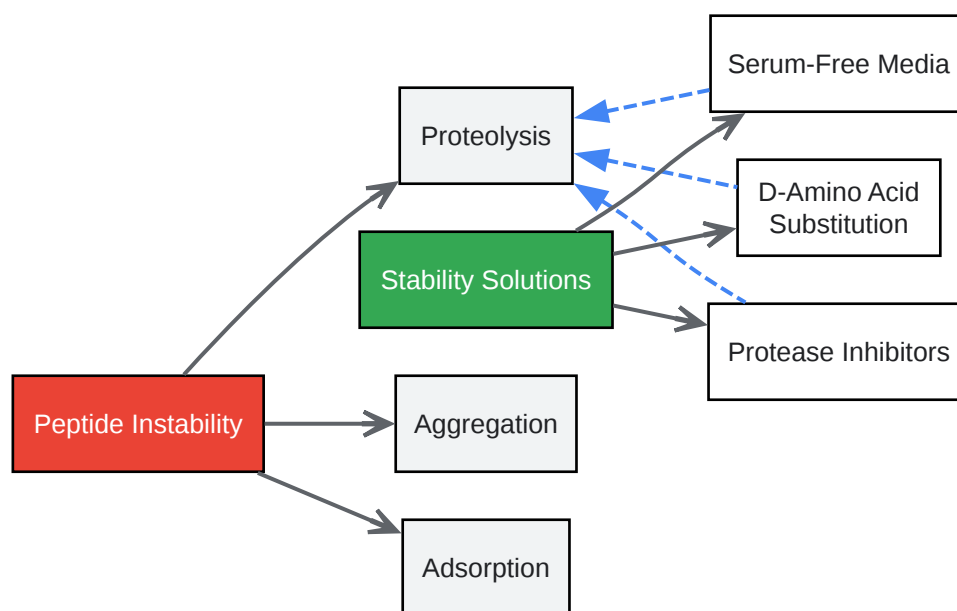 Serum-Free Media
Proteolysis
D-Amino Acid
Substitution
Stability Solutions
Protease Inhibitors
Peptide Instability
Aggregation
Adsorption